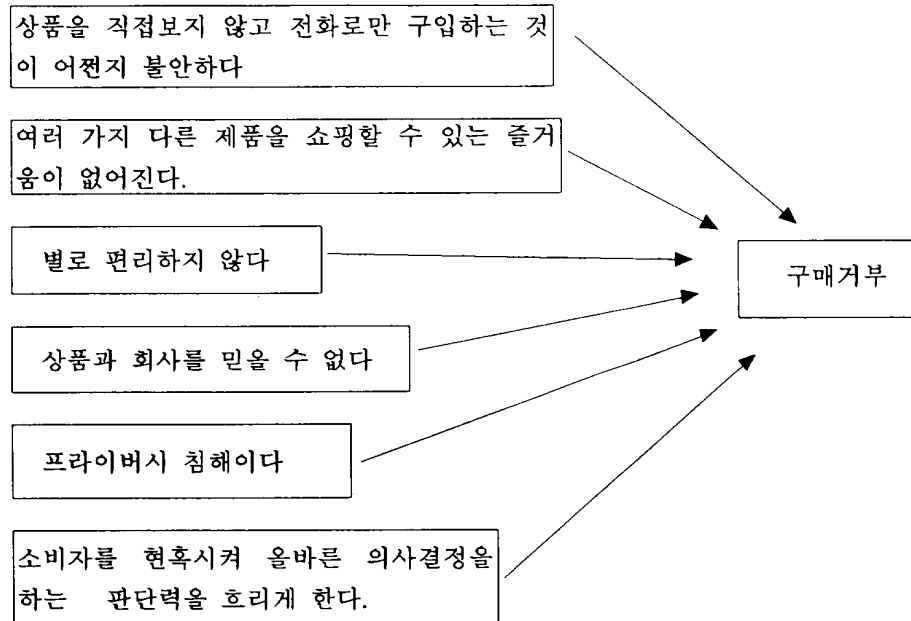 상품을 직접보지 않고 전화로만 구입하는 것
이 어쩐지 불안하다
여러 가지 다른 제품을 쇼핑할 수 있는 즐거
움이 없어진다.
별로 편리하지 않다
구매거부
상품과 회사를 믿을 수 없다
프라이버시 침해이다
소비자를 현혹시켜 올바른 의사결정을
하는 판단력을 흐리게 한다.